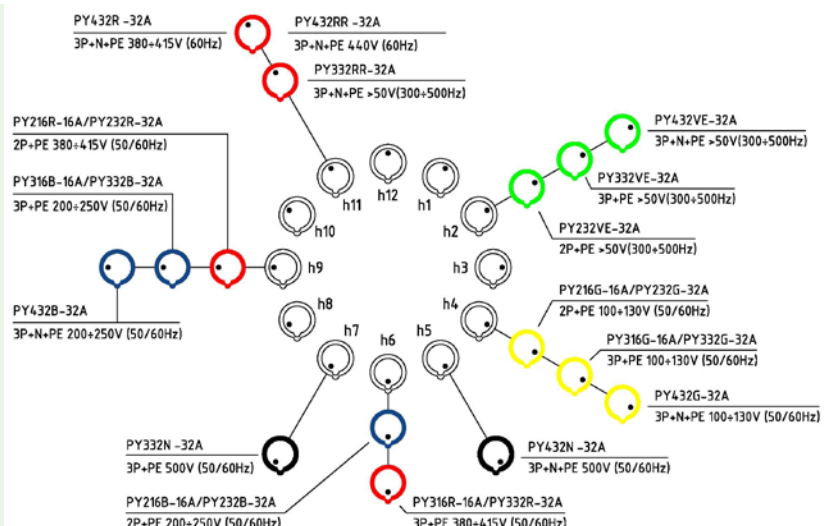 PY432R -32A
3P+N+PE 380÷415V (60Hz)
PY432RR -32A
3P+N+PE 440V (60Hz)
PY332RR-32A
3P+N+PE >50V(300÷500Hz)
PY216R-16A/PY232R-32A
2P+PE 380÷415V (50/60Hz)
PY316B-16A/PY332B-32A
3P+PE 200÷250V (50/60Hz)
PY432B-32A
3P+N+PE 200÷250V (50/60Hz)
PY432VE-32A
3P+N+PE >50V(300÷500Hz)
PY332VE-32A
3P+PE >50V(300÷500Hz)
PY232VE-32A
2P+PE >50V(300÷500Hz)
h11
h12
h1
h10
h2
h9
h3
h8
h4
h7
h6
h5
PY216G-16A/PY232G-32A
2P+PE 100÷130V (50/60Hz)
PY316G-16A/PY332G-32A
3P+PE 100÷130V (50/60Hz)
PY432G-32A
3P+N+PE 100÷130V (50/60Hz)
PY332N -32A
3P+PE 500V (50/60Hz)
PY432N -32A
3P+N+PE 500V (50/60Hz)
PY216B-16A/PY232B-32A
2P+PE 200÷250V (50/60Hz)
PY316R-16A/PY332R-32A
3P+PE 380÷415V (50/60Hz)